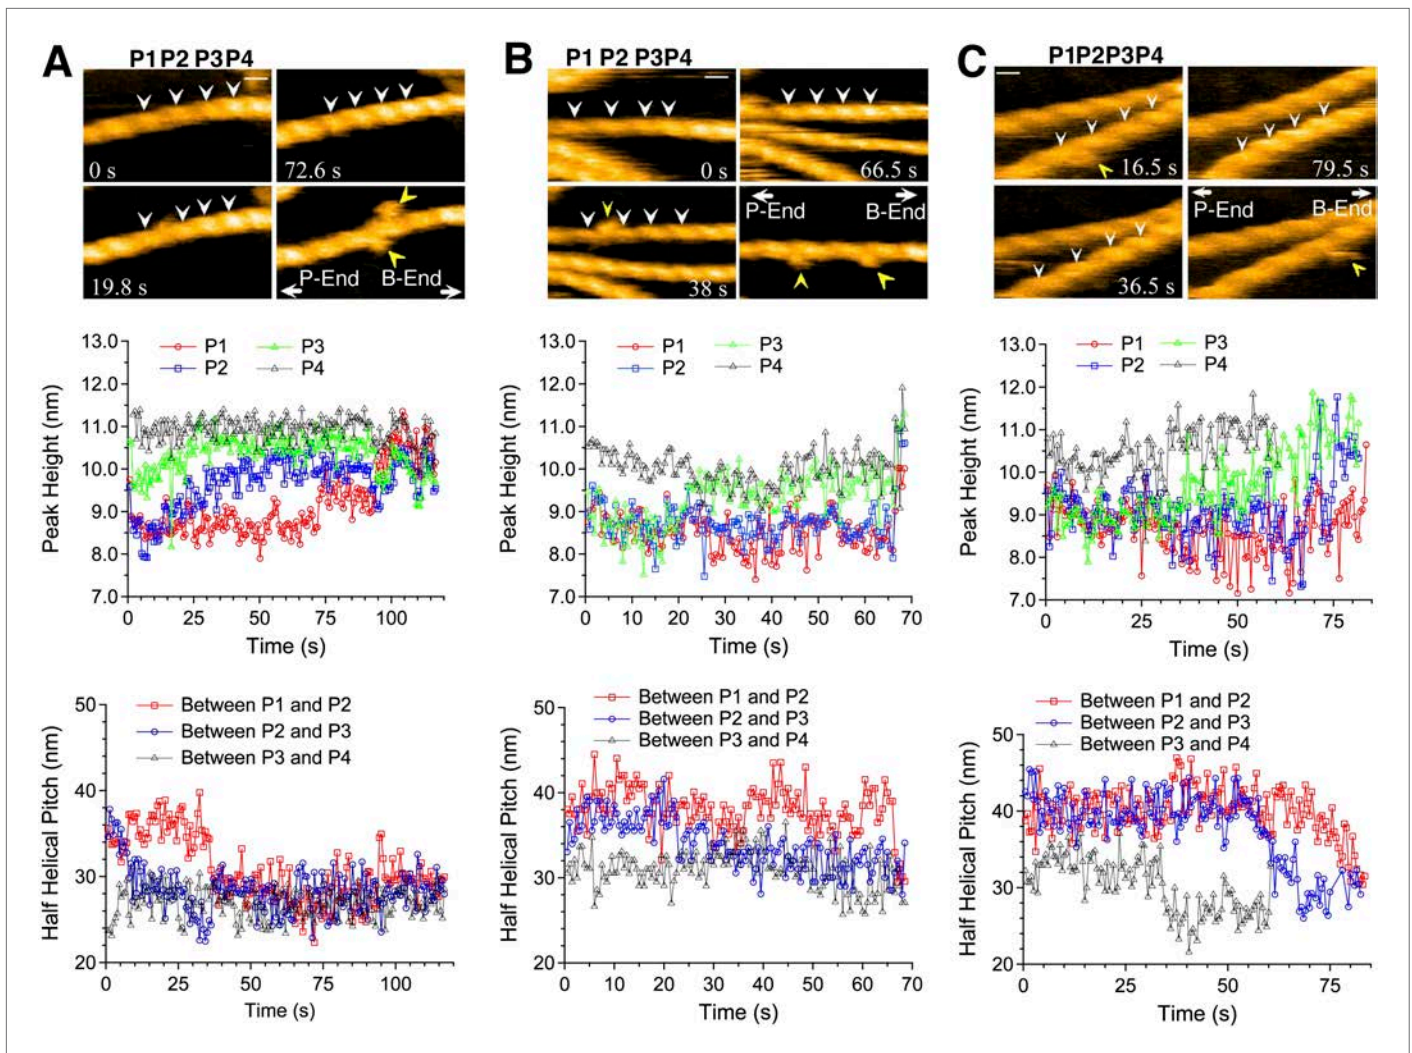 A
P1 P2 P3 P4
0 s
72.6 s
19.8 s
P-End B-End
13.0
12.0
11.0
10.0
9.0
8.0
7.0
Peak Height (nm)
P1 P3
P2 P4
0 25 50 75 100
Time (s)
50
40
30
20
Half Helical Pitch (nm)
Between P1 and P2
Between P2 and P3
Between P3 and P4
0 25 50 75 100
Time (s)
B
P1 P2 P3 P4
0 s
66.5 s
38 s
P-End B-End
13.0
12.0
11.0
10.0
9.0
8.0
7.0
Peak Height (nm)
P1 P3
P2 P4
0 10 20 30 40 50 60 70
Time (s)
50
40
30
20
Half Helical Pitch (nm)
Between P1 and P2
Between P2 and P3
Between P3 and P4
0 10 20 30 40 50 60 70
Time (s)
C
P1 P2 P3 P4
16.5 s
79.5 s
36.5 s
P-End B-End
13.0
12.0
11.0
10.0
9.0
8.0
7.0
Peak Height (nm)
P1 P3
P2 P4
0 25 50 75
Time (s)
50
40
30
20
Half Helical Pitch (nm)
Between P1 and P2
Between P2 and P3
Between P3 and P4
0 25 50 75
Time (s)